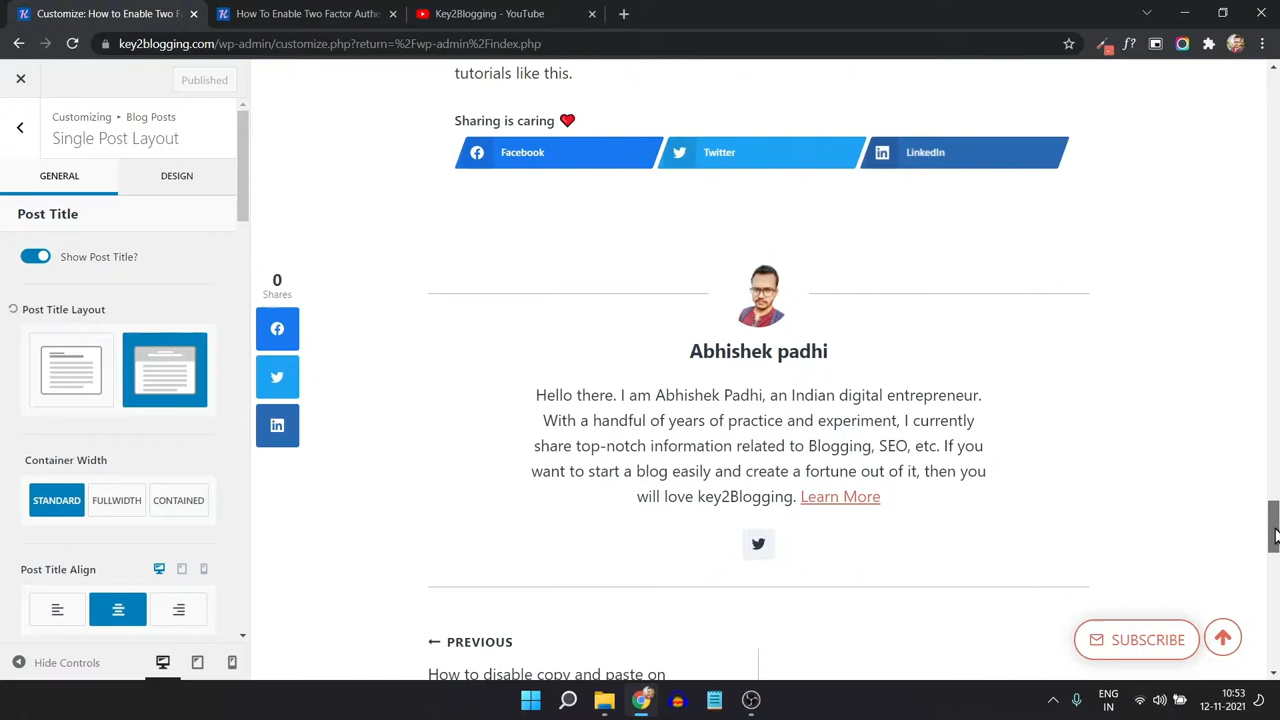 Customize: How To Enable Two F
How To Enable Two Factor Authe
Key2Blogging - YouTube
key2blogging.com/wp-admin/customize.php?return=%2Fwp-admin%2Findex.php
Published
Customizing ▸ Blog Posts
Single Post Layout
GENERAL
DESIGN
Post Title
Show Post Title?
Post Title Layout
Container Width
STANDARD
FULLWIDTH
CONTAINED
Post Title Align
Hide Controls
tutorials like this.
Sharing is caring
Facebook
Twitter
LinkedIn
0
Shares
Abhishek padhi
Hello there. I am Abhishek Padhi, an Indian digital entrepreneur.
With a handful of years of practice and experiment, I currently
share top-notch information related to Blogging, SEO, etc. If you
want to start a blog easily and create a fortune out of it, then you
will love key2Blogging. Learn More
PREVIOUS
How to disable copy and paste on
SUBSCRIBE
ENG
IN
10:53
12-11-2021